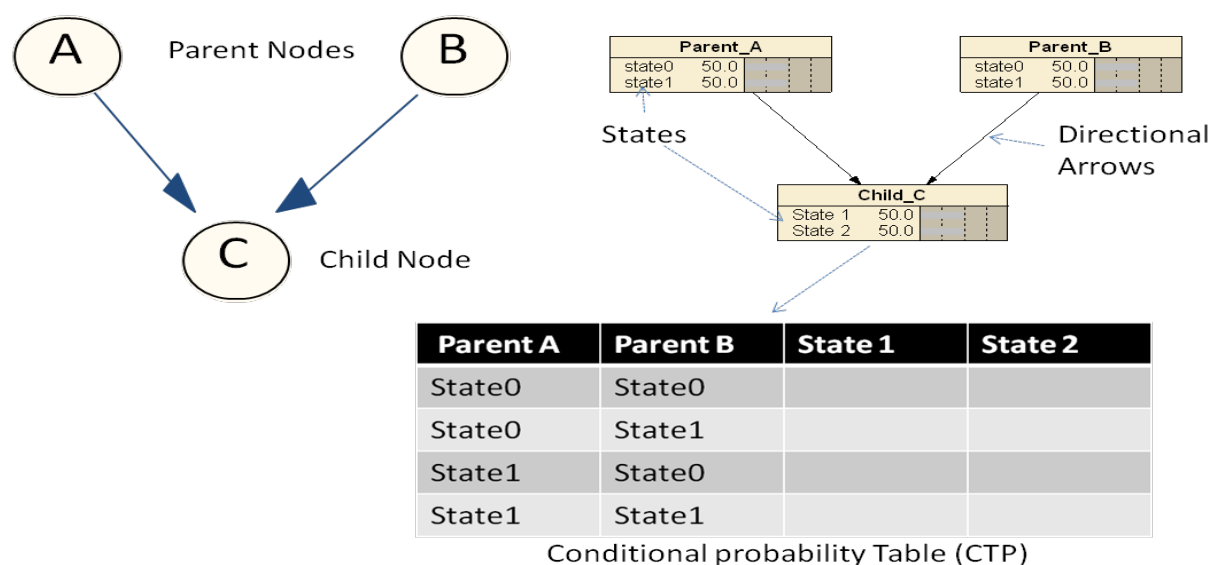 A
Parent Nodes
B
C
Child Node
Parent_A
state0 50.0
state1 50.0
Parent_B
state0 50.0
state1 50.0
States
Directional
Arrows
Child_C
State 1 50.0
State 2 50.0
Parent A Parent B State 1 State 2
State0 State0
State0 State1
State1 State0
State1 State1
Conditional probability Table (CTP)